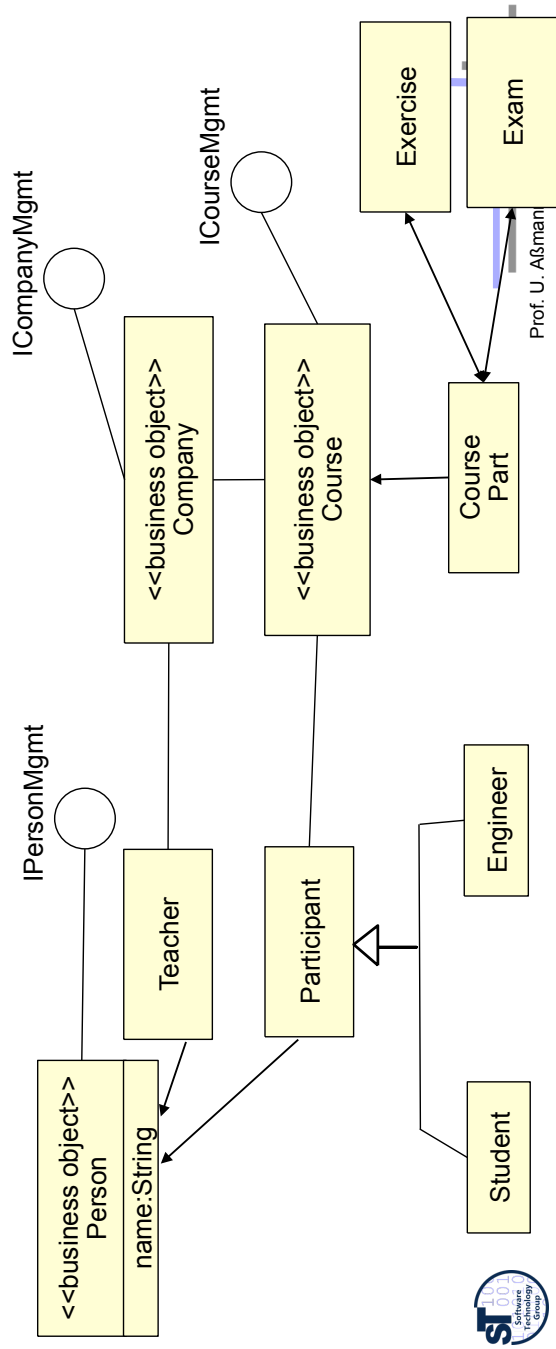 <<business object>>
Person
name:String
IPersonMgmt
Teacher
<<business object>>
Company
ICompanyMgmt
Participant
<<business object>>
Course
ICourseMgmt
Student
Engineer
Course
Part
Exercise
Exam
Prof. U. Aßmann
ST
Software
Technology
Group